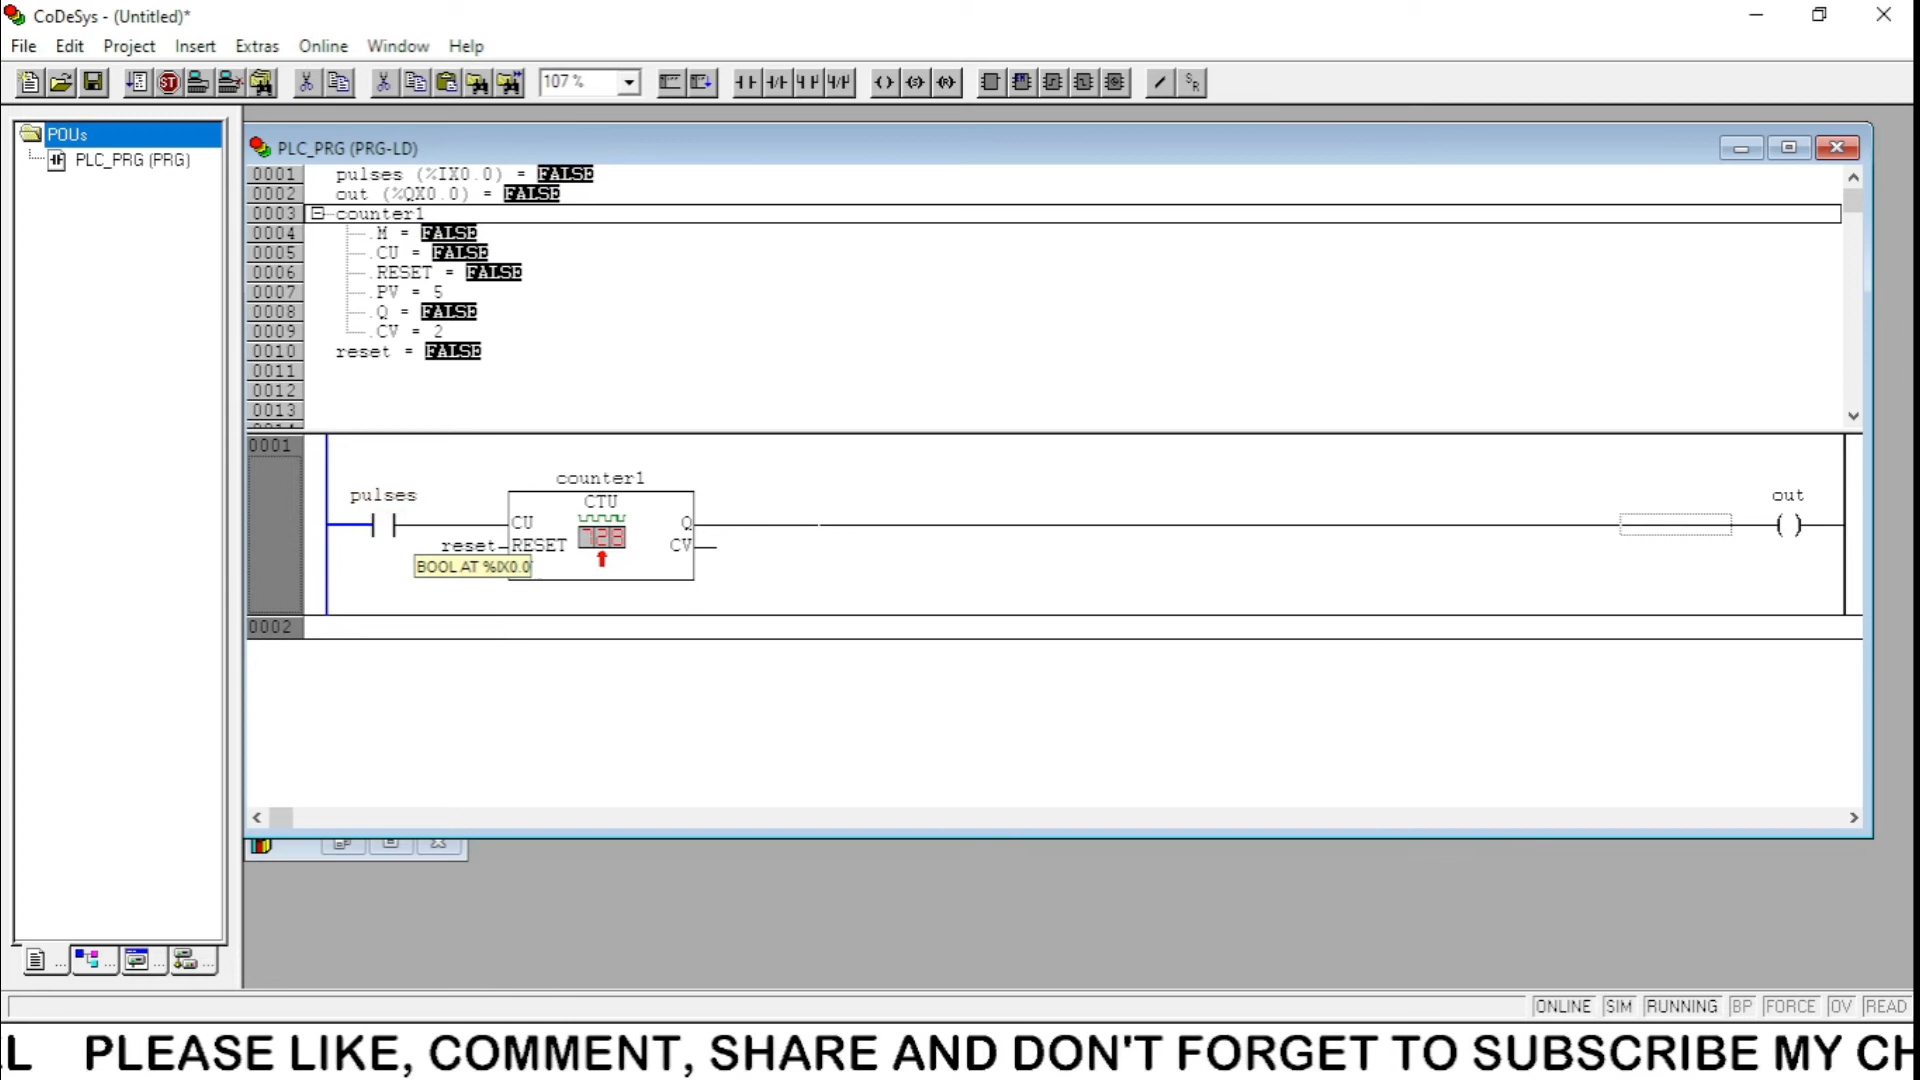 CoDeSys - (Untitled)*
File Edit Project Insert Extras Online Window Help
107 %
POUs
PLC_PRG (PRG)
PLC_PRG (PRG-LD)
0001 pulses (%IX0.0) = FALSE
0002 out (%QX0.0) = FALSE
0003 counter1
0004 .M = FALSE
0005 .CU = FALSE
0006 .RESET = FALSE
0007 .PV = 5
0008 .Q = FALSE
0009 .CV = 2
0010 reset = FALSE
0011
0012
0013
0001
counter1
pulses CTU out
CU Q
reset RESET CV
BOOL AT %IX0.0
0002
ONLINE SIM RUNNING BP FORCE OV READ
L PLEASE LIKE, COMMENT, SHARE AND DON'T FORGET TO SUBSCRIBE MY CH